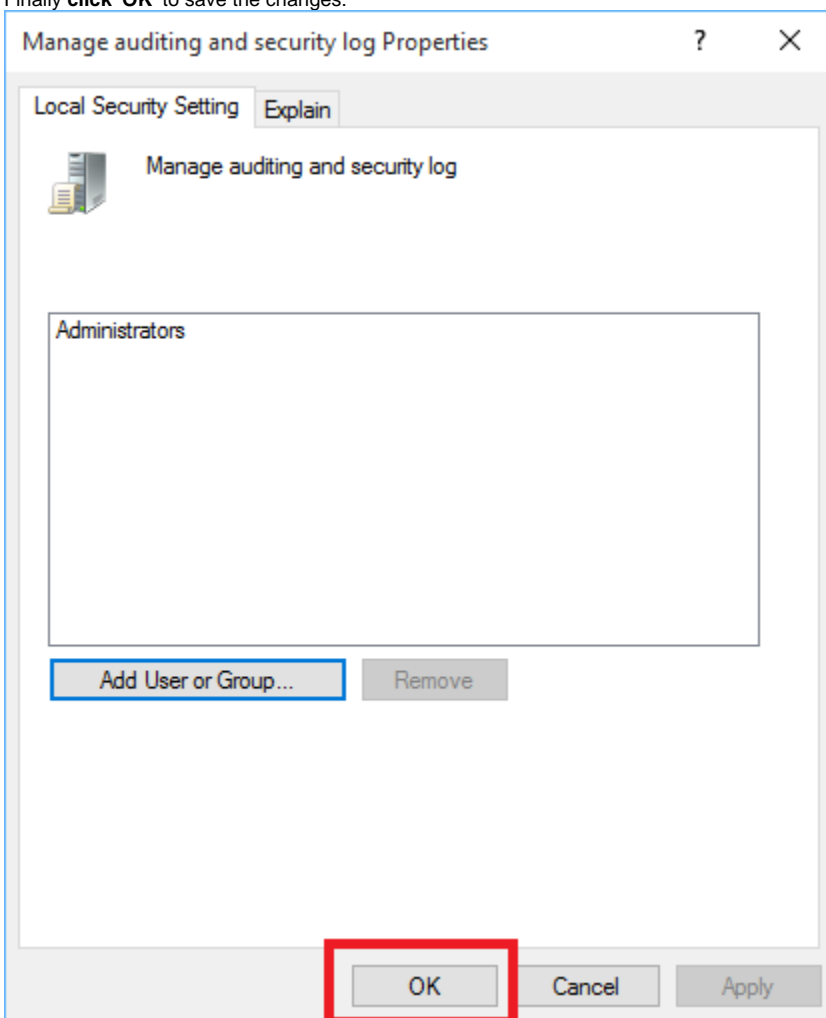 Finally click 'OK' to save the changes.
Manage auditing and security log Properties ? ×
Local Security Setting Explain
Manage auditing and security log
Administrators
Add User or Group... Remove
OK Cancel Apply